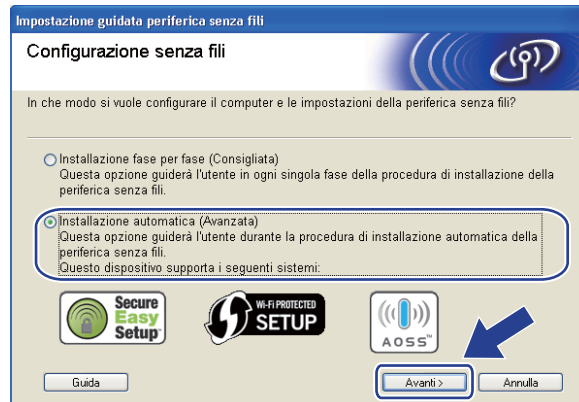 Impostazione guidata periferica senza fili
Configurazione senza fili
In che modo si vuole configurare il computer e le impostazioni della periferica senza fili?
Installazione fase per fase (Consigliata)
Questa opzione guiderà l'utente in ogni singola fase della procedura di installazione della
periferica senza fili.
Installazione automatica (Avanzata)
Questa opzione guiderà l'utente durante la procedura di installazione automatica della
periferica senza fili.
Questo dispositivo supporta i seguenti sistemi:
Secure
Easy
Setup™
WI-FI PROTECTED
SETUP
AOSS™
Guida
Avanti >
Annulla